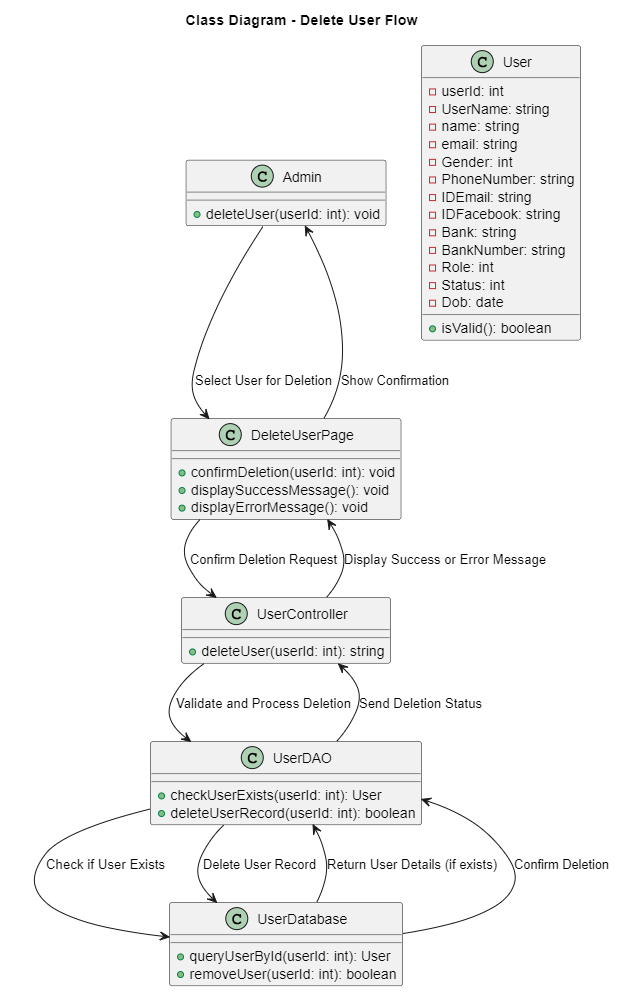 Class Diagram - Delete User Flow
C User
userId: int
UserName: string
name: string
email: string
Gender: int
PhoneNumber: string
IDEmail: string
IDFacebook: string
Bank: string
BankNumber: string
Role: int
Status: int
Dob: date
isValid(): boolean
C Admin
deleteUser(userId: int): void
Select User for Deletion
Show Confirmation
C DeleteUserPage
confirmDeletion(userId: int): void
displaySuccessMessage(): void
displayErrorMessage(): void
Confirm Deletion Request
Display Success or Error Message
C UserController
deleteUser(userId: int): string
Validate and Process Deletion
Send Deletion Status
C UserDAO
checkUserExists(userId: int): User
deleteUserRecord(userId: int): boolean
Check if User Exists
Delete User Record
Return User Details (if exists)
Confirm Deletion
C UserDatabase
queryUserById(userId: int): User
removeUser(userId: int): boolean